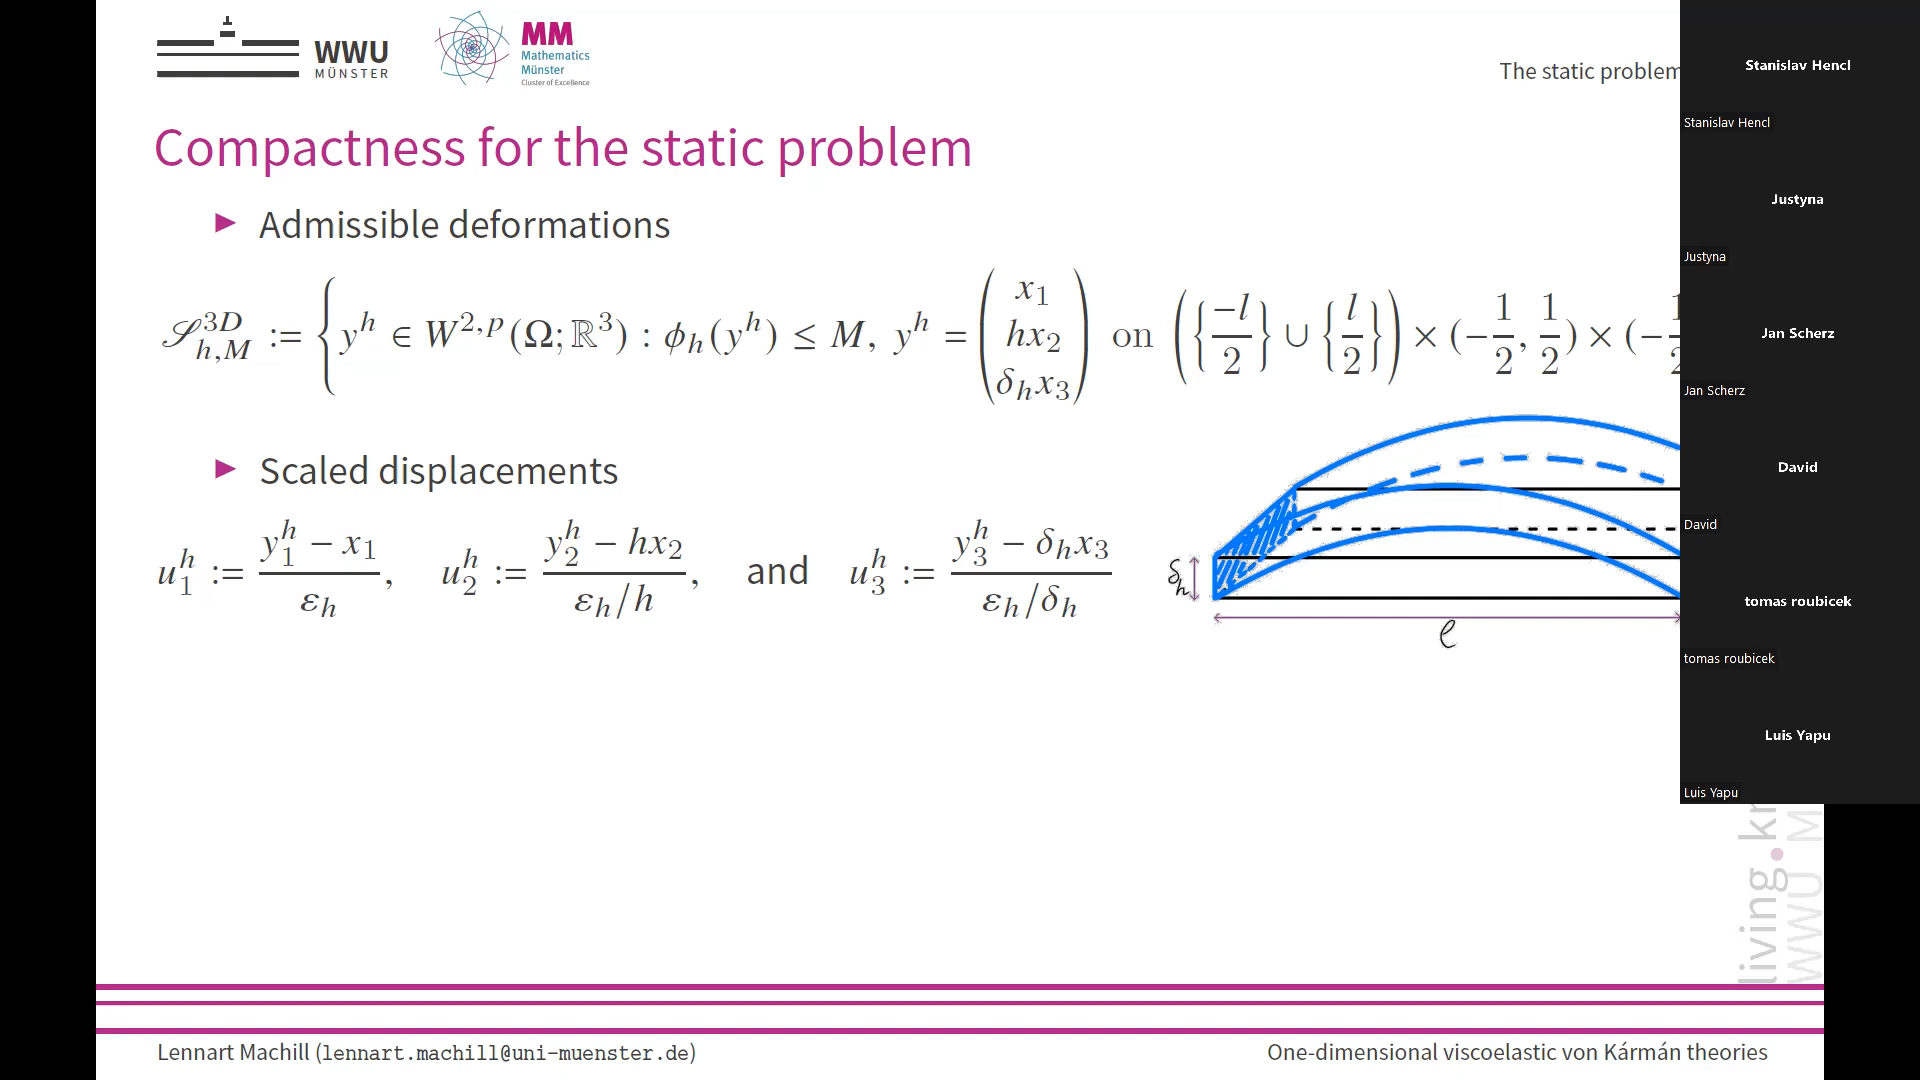 WWU
MÜNSTER
MM
Mathematics
Münster
Cluster of Excellence
The static problem
Compactness for the static problem
▶ Admissible deformations
𝒮^{3D}_{h,M} := { y^h ∈ W^{2,p}(Ω; ℝ^3) : ϕ_h(y^h) ≤ M, y^h = (x_1, hx_2, δ_h x_3) on ({-l/2} ∪ {l/2}) × (-1/2, 1/2) × (-
▶ Scaled displacements
u^h_1 := (y^h_1 − x_1)/ε_h, u^h_2 := (y^h_2 − hx_2)/(ε_h/h), and u^h_3 := (y^h_3 − δ_h x_3)/(ε_h/δ_h)
δ_h
l
living
WWU M
Lennart Machill (lennart.machill@uni-muenster.de)
One-dimensional viscoelastic von Kármán theories
Stanislav Hencl
Stanislav Hencl
Justyna
Justyna
Jan Scherz
Jan Scherz
David
David
tomas roubicek
tomas roubicek
Luis Yapu
Luis Yapu